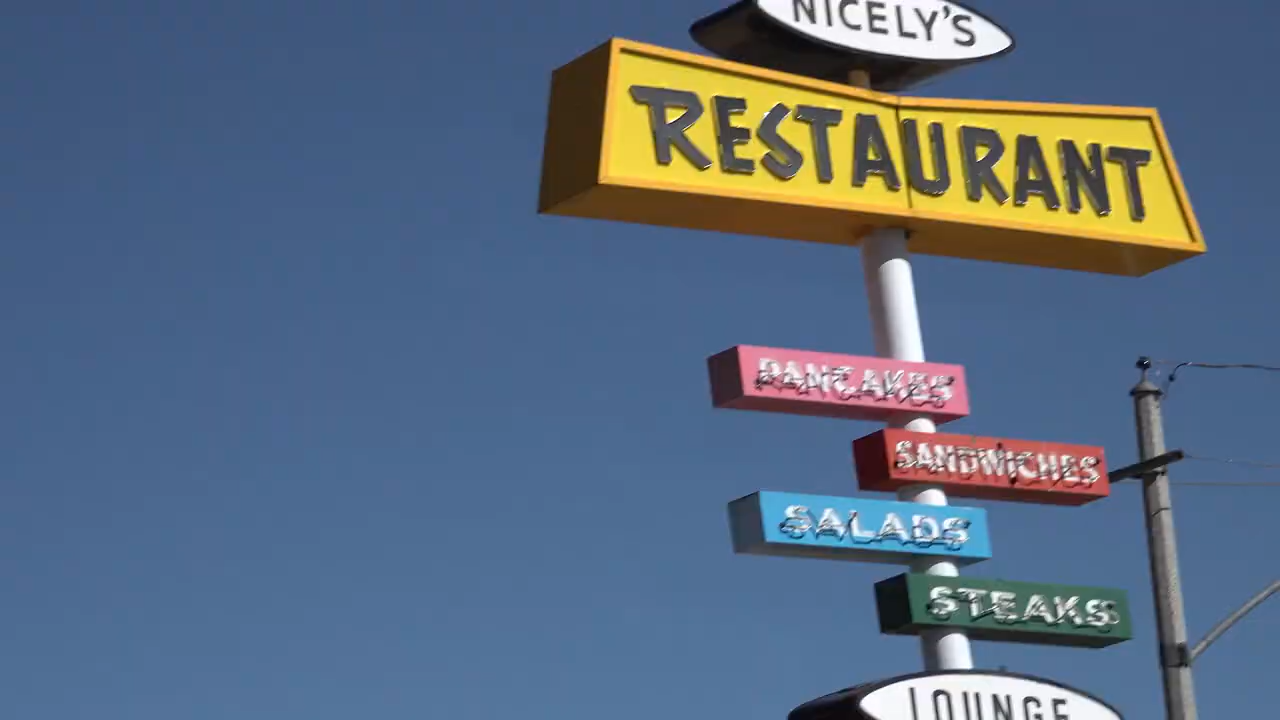 NICELY'S
RESTAURANT
PANCAKES
SANDWICHES
SALADS
STEAKS
LOUNGE